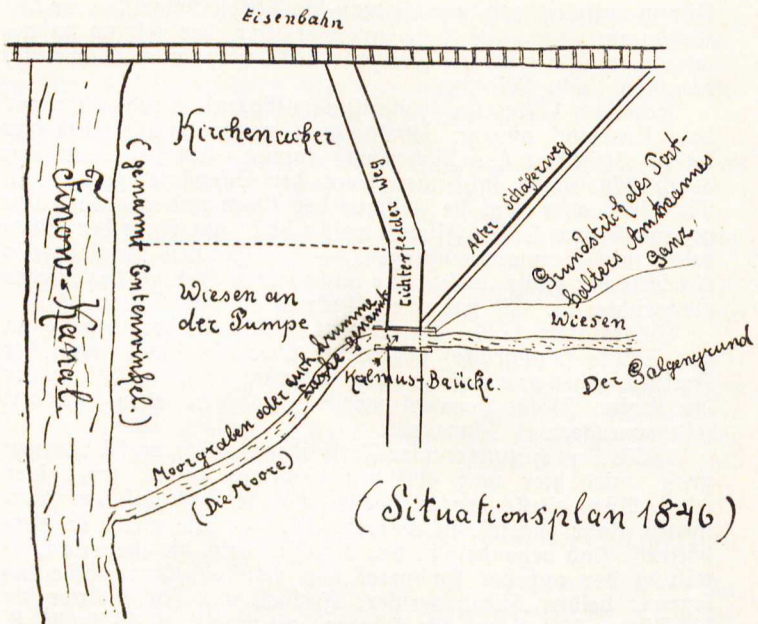 Eisenbahn
Kirchenacker
(genannt Entenwinkel.)
Finow-Kanal.
Lichterfelder Weg
Alter Schäferweg
Grundstück des Post-
halters Amtmannes
Ganz
Wiesen an
der Pumpe
Wiesen
Der Galgengrund
Moorgraben oder auch krumme
genannt
Kalmus-Brücke.
(Die Moore)
(Situationsplan 1846)